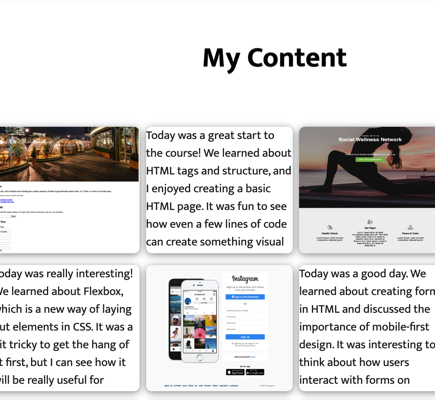 My Content
Today was a great start to
the course! We learned about
HTML tags and structure, and
I enjoyed creating a basic
HTML page. It was fun to see
how even a few lines of code
can create something visual
Social Wellness Network
oday was really interesting!
We learned about Flexbox,
which is a new way of laying
ut elements in CSS. It was a
it tricky to get the hang of
t first, but I can see how it
will be really useful for
Instagram
Today was a good day. We
learned about creating form
in HTML and discussed the
importance of mobile-first
design. It was interesting to
think about how users
interact with forms on